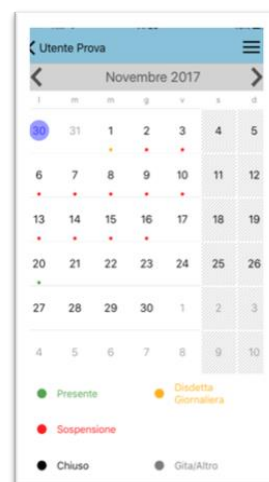 Utente Prova
Novembre 2017
l m m g v s d
30 31 1 2 3 4 5
6 7 8 9 10 11 12
13 14 15 16 17 18 19
20 21 22 23 24 25 26
27 28 29 30 1 2 3
4 5 6 7 8 9 10
Presente
Disdetta
Giornaliera
Sospensione
Chiuso
Gita/Altro